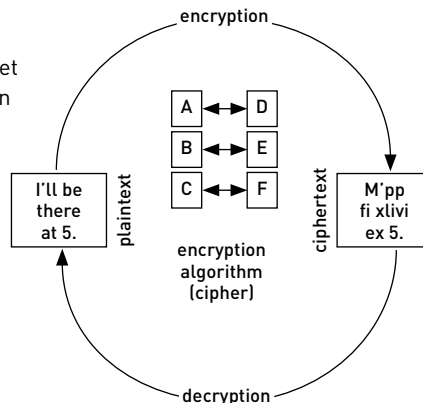 encryption
et
n
A D
B E
C F
I'll be
there
at 5.
plaintext
encryption
algorithm
(cipher)
ciphertext
M'pp
fi xlivi
ex 5.
decryption